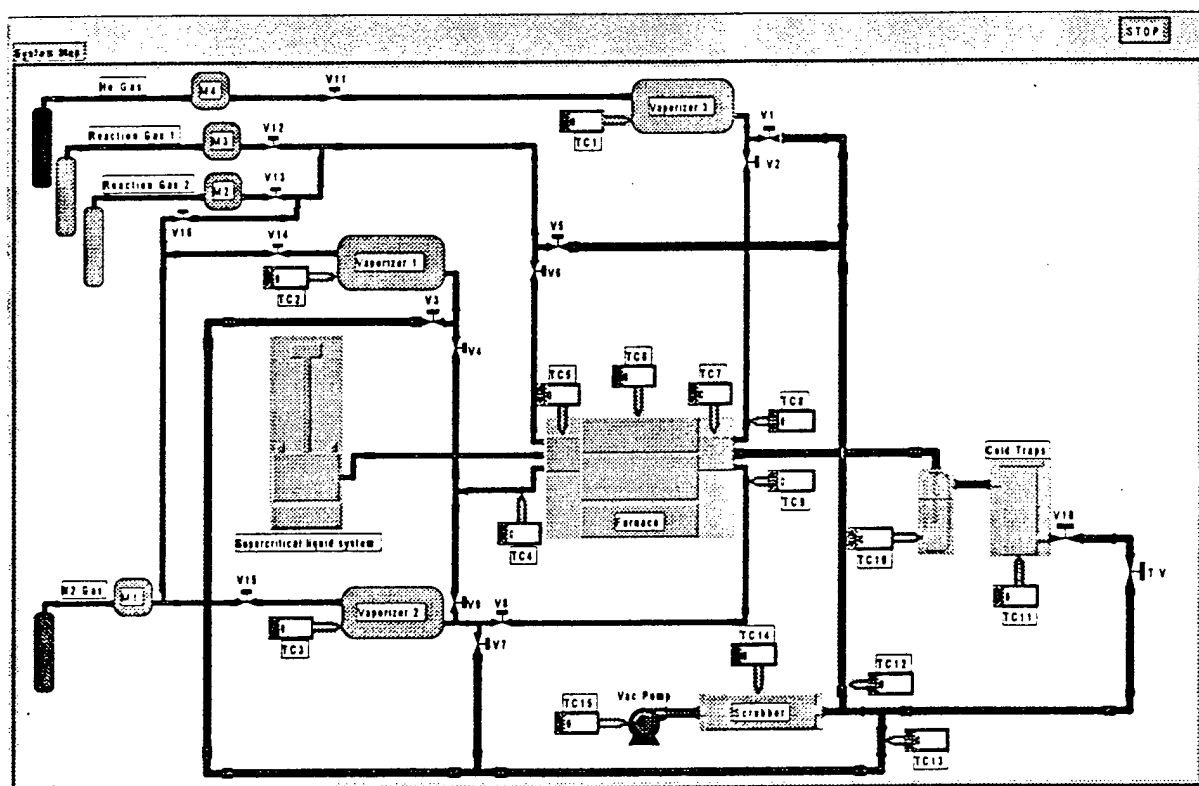 STOP
System Map
He Gas
M4
V11
Vaporizer 3
TC1
V1
V2
Reaction Gas 1
M3
V12
Reaction Gas 2
M2
V13
V16
V14
Vaporizer 1
TC2
V5
V6
V3
V4
TC5
TC6
TC7
TC8
Cold Traps
TC9
Furnace
TC4
Supercritical liquid system
TC10
V18
TV
N2 Gas
M1
V15
Vaporizer 2
TC3
V9
V8
V7
TC11
TC14
TC12
Vac Pump
TC15
Scrubber
TC13